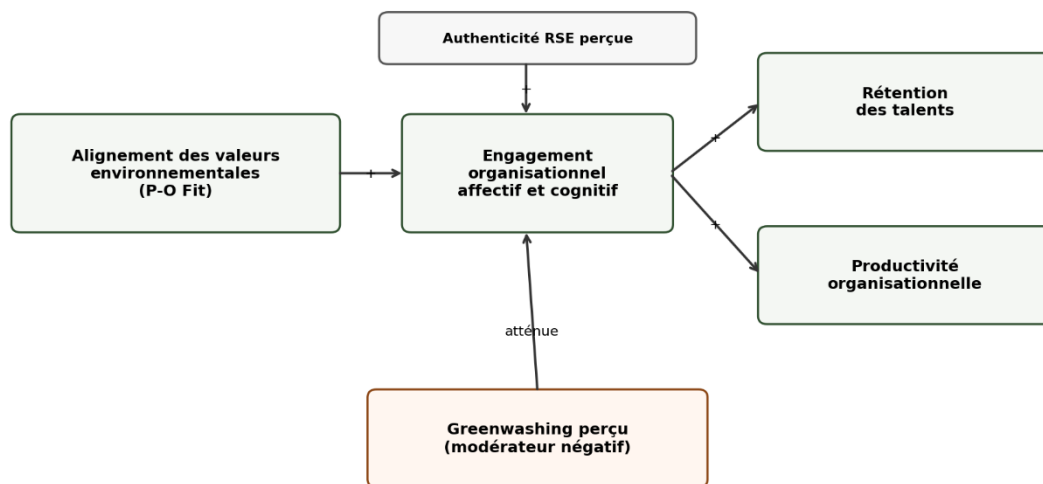 Authenticité RSE perçue
Alignement des valeurs
environnementales
(P-O Fit)
+
Engagement
organisationnel
affectif et cognitif
+
+
Rétention
des talents
+
Productivité
organisationnelle
atténue
Greenwashing perçu
(modérateur négatif)